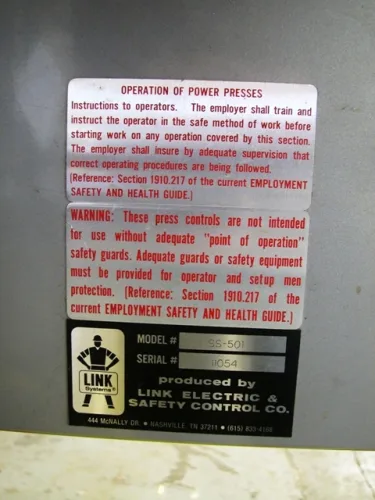 OPERATION OF POWER PRESSES
Instructions to operators. The employer shall train and
instruct the operator in the safe method of work before
starting work on any operation covered by this section.
The employer shall insure by adequate supervision that
correct operating procedures are being followed.
(Reference: Section 1910.217 of the current EMPLOYMENT
SAFETY AND HEALTH GUIDE.)
WARNING: These press controls are not intended
for use without adequate "point of operation"
safety guards. Adequate guards or safety equipment
must be provided for operator and setup men
protection. (Reference: Section 1910.217 of the
current EMPLOYMENT SAFETY AND HEALTH GUIDE.)
MODEL # SS-501
SERIAL # 11054
LINK
Systems ®
produced by
LINK ELECTRIC &
SAFETY CONTROL CO.
444 McNALLY DR. • NASHVILLE, TN 37211 • (615) 833-4168